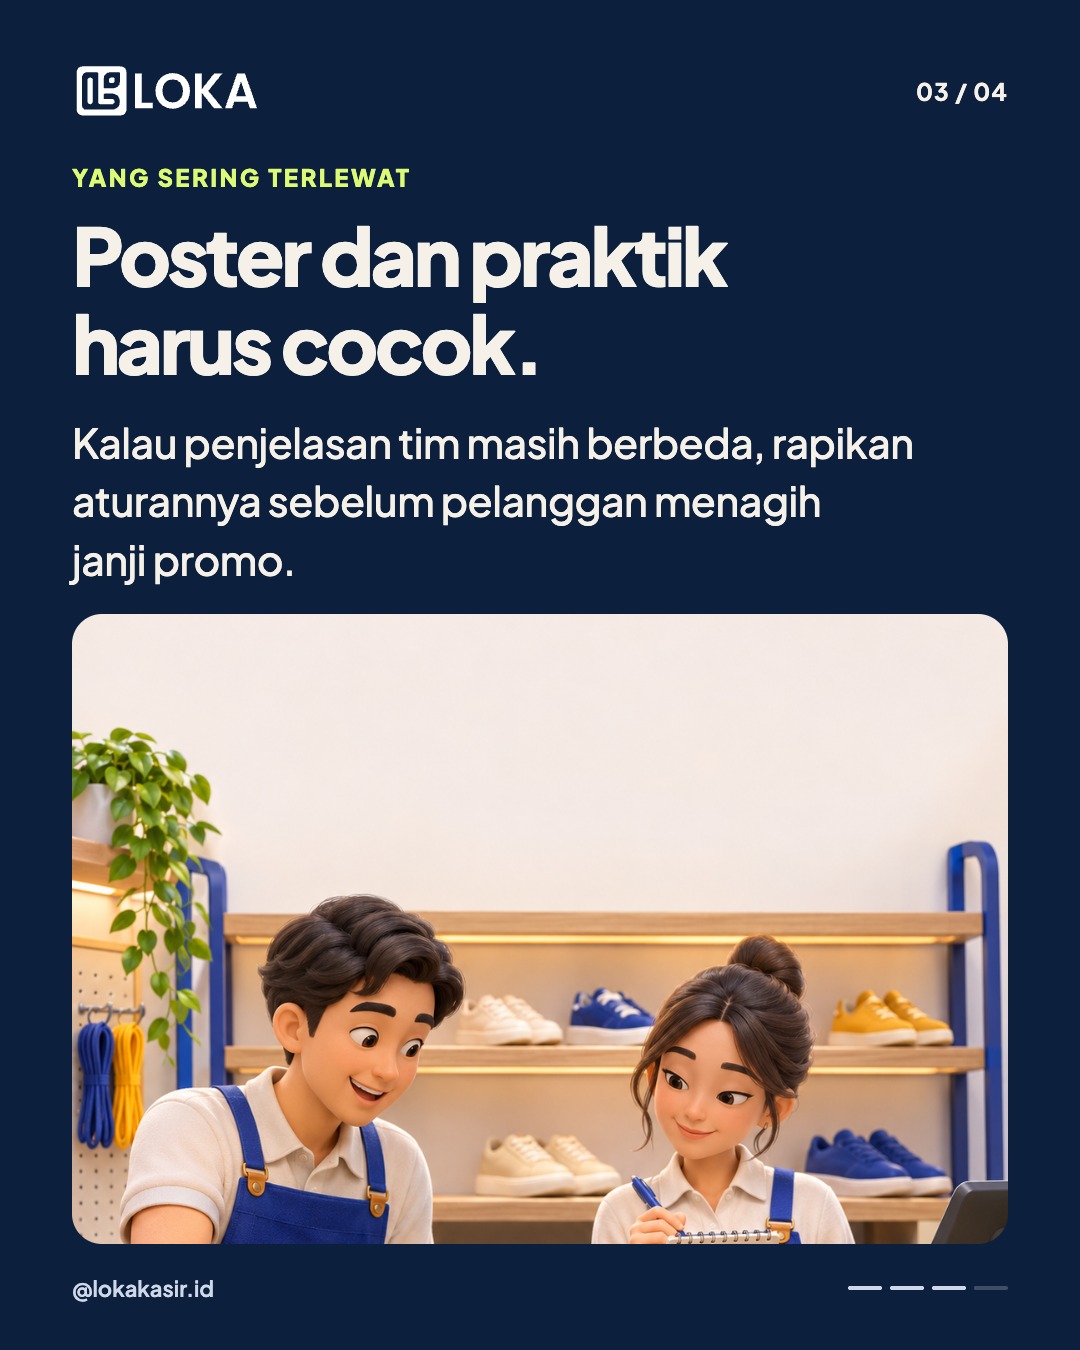 LOKA
03 / 04
YANG SERING TERLEWAT
Poster dan praktik
harus cocok.
Kalau penjelasan tim masih berbeda, rapikan
aturannya sebelum pelanggan menagih
janji promo.
@lokakasir.id